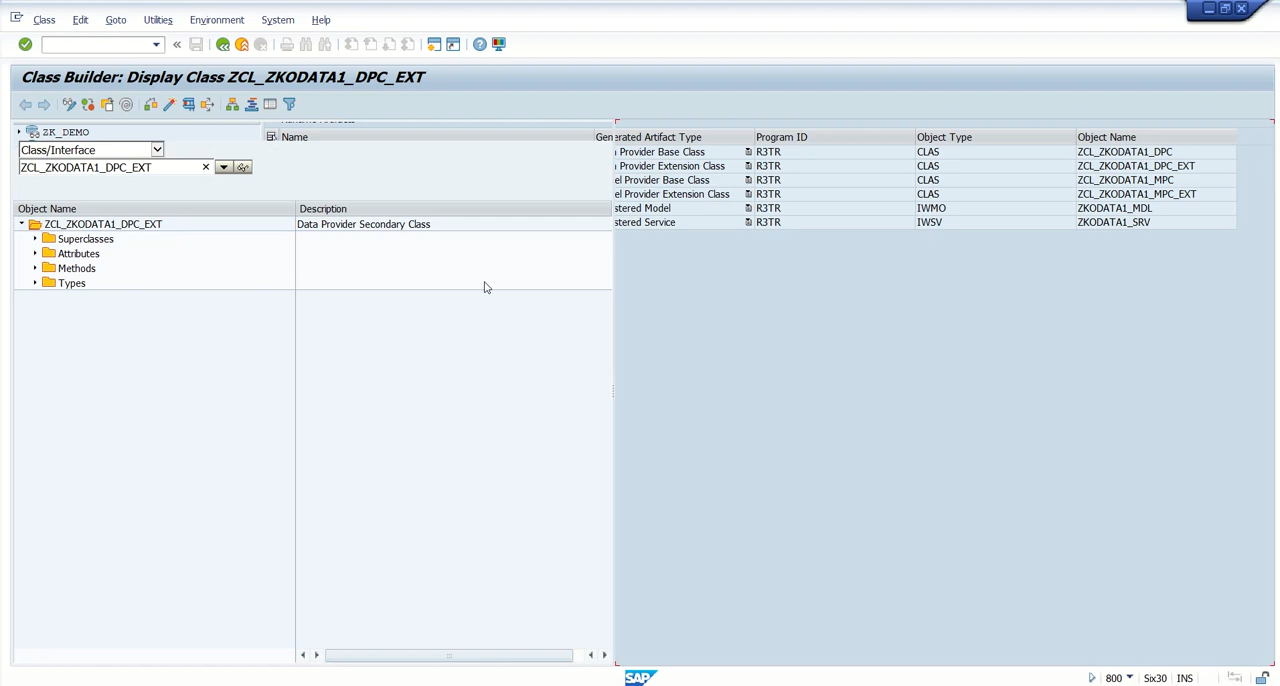 Class Edit Goto Utilities Environment System Help
Class Builder: Display Class ZCL_ZKODATA1_DPC_EXT
ZK_DEMO
Class/Interface
ZCL_ZKODATA1_DPC_EXT
Object Name Description
ZCL_ZKODATA1_DPC_EXT Data Provider Secondary Class
Superclasses
Attributes
Methods
Types
Name Gen erated Artifact Type Program ID Object Type Object Name
Provider Base Class R3TR CLAS ZCL_ZKODATA1_DPC
Provider Extension Class R3TR CLAS ZCL_ZKODATA1_DPC_EXT
el Provider Base Class R3TR CLAS ZCL_ZKODATA1_MPC
el Provider Extension Class R3TR CLAS ZCL_ZKODATA1_MPC_EXT
stered Model R3TR IWMO ZKODATA1_MDL
stered Service R3TR IWSV ZKODATA1_SRV
SAP 800 Six30 INS